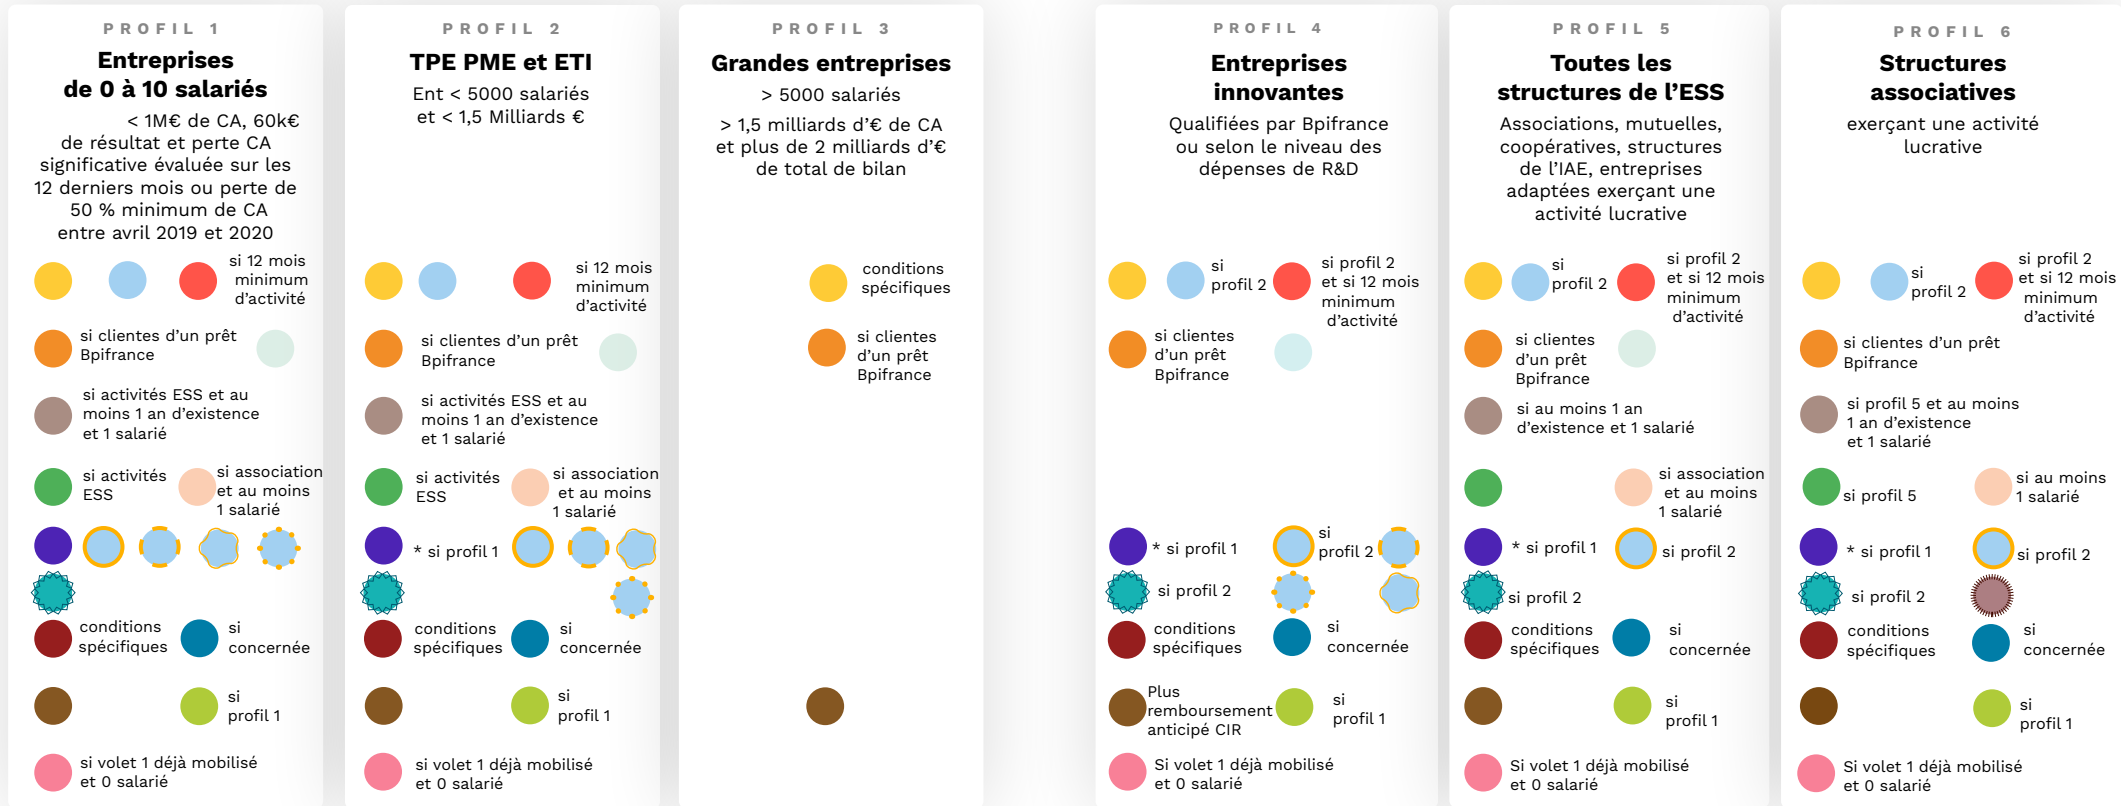 PROFIL 1
Entreprises
de 0 à 10 salariés
< 1M€ de CA, 60k€
de résultat et perte CA
significative évaluée sur les
12 derniers mois ou perte de
50 % minimum de CA
entre avril 2019 et 2020
si 12 mois
minimum
d'activité
si clientes d'un prêt
Bpifrance
si activités ESS et au
moins 1 an d'existence
et 1 salarié
si activités
ESS
si association
et au moins
1 salarié
conditions
spécifiques
si
concernée
si
profil 1
si volet 1 déjà mobilisé
et 0 salarié
PROFIL 2
TPE PME et ETI
Ent < 5000 salariés
et < 1,5 Milliards €
si 12 mois
minimum
d'activité
si clientes d'un prêt
Bpifrance
si activités ESS et au
moins 1 an d'existence
et 1 salarié
si activités
ESS
si association
et au moins
1 salarié
* si profil 1
conditions
spécifiques
si
concernée
si
profil 1
si volet 1 déjà mobilisé
et 0 salarié
PROFIL 3
Grandes entreprises
> 5000 salariés
> 1,5 milliards d'€ de CA
et plus de 2 milliards d'€
de total de bilan
conditions
spécifiques
si clientes
d'un prêt
Bpifrance
PROFIL 4
Entreprises
innovantes
Qualifiées par Bpifrance
ou selon le niveau des
dépenses de R&D
si
profil 2
si profil 2
et si 12 mois
minimum
d'activité
si clientes
d'un prêt
Bpifrance
* si profil 1
si
profil 2
si profil 2
conditions
spécifiques
si
concernée
Plus
remboursement
anticipé CIR
si
profil 1
Si volet 1 déjà mobilisé
et 0 salarié
PROFIL 5
Toutes les
structures de l'ESS
Associations, mutuelles,
coopératives, structures
de l'IAE, entreprises
adaptées exerçant une
activité lucrative
si
profil 2
si profil 2
et si 12 mois
minimum
d'activité
si clientes
d'un prêt
Bpifrance
si au moins 1 an
d'existence et 1 salarié
si association
et au moins
1 salarié
* si profil 1
si profil 2
si profil 2
conditions
spécifiques
si
concernée
si
profil 1
Si volet 1 déjà mobilisé
et 0 salarié
PROFIL 6
Structures
associatives
exerçant une activité
lucrative
si
profil 2
si profil 2
et si 12 mois
minimum
d'activité
si clientes d'un prêt
Bpifrance
si profil 5 et au moins
1 an d'existence
et 1 salarié
si profil 5
si au moins
1 salarié
* si profil 1
si profil 2
si profil 2
conditions
spécifiques
si
concernée
si
profil 1
Si volet 1 déjà mobilisé
et 0 salarié